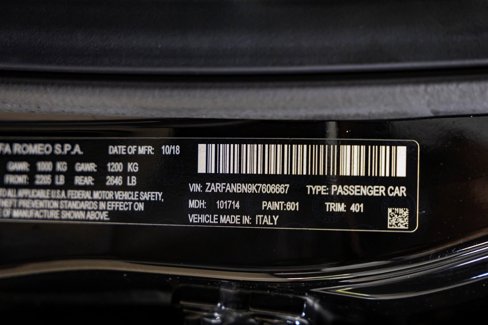 FA ROMEO S.P.A. DATE OF MFR: 10/18
GAWR: 1000 KG GAWR: 1200 KG
FRONT: 2205 LB REAR: 2646 LB
TO ALL APPLICABLE U.S.A. FEDERAL MOTOR VEHICLE SAFETY,
THEFT PREVENTION STANDARDS IN EFFECT ON
OF MANUFACTURE SHOWN ABOVE.
VIN: ZARFANBN9K7606667 TYPE: PASSENGER CAR
MDH: 101714 PAINT:601 TRIM: 401
VEHICLE MADE IN: ITALY